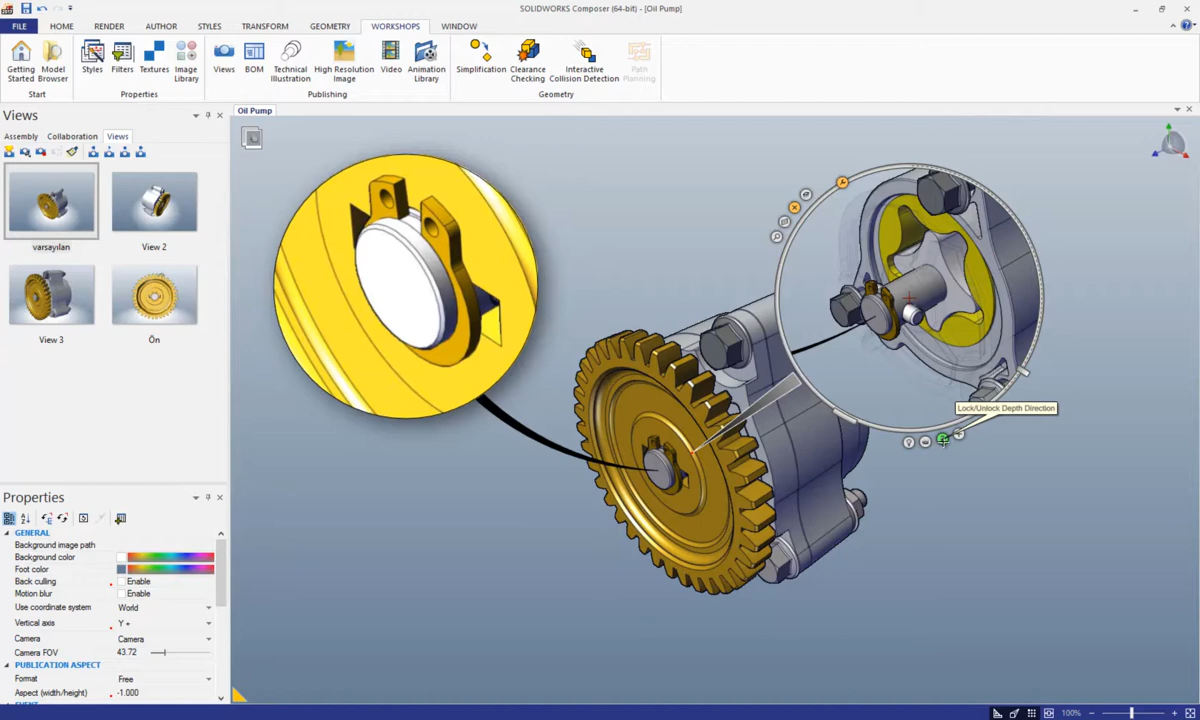 SOLIDWORKS Composer (64-bit) - [Oil Pump]
FILE HOME RENDER AUTHOR STYLES TRANSFORM GEOMETRY WORKSHOPS WINDOW
Getting Started Model Browser Styles Filters Textures Image Library Views BOM Technical Illustration High Resolution Image Video Animation Library Simplification Clearance Checking Interactive Collision Detection Path Planning
Start Properties Publishing Geometry
Views
Oil Pump
Assembly Collaboration Views
varsayılan View 2
View 3 Ön
Lock/Unlock Depth Direction
Properties
GENERAL
Background image path
Background color
Foot color
Back culling Enable
Motion blur Enable
Use coordinate system World
Vertical axis Y +
Camera Camera
Camera FOV 43.72
PUBLICATION ASPECT
Format Free
Aspect (width/height) -1.000
100%